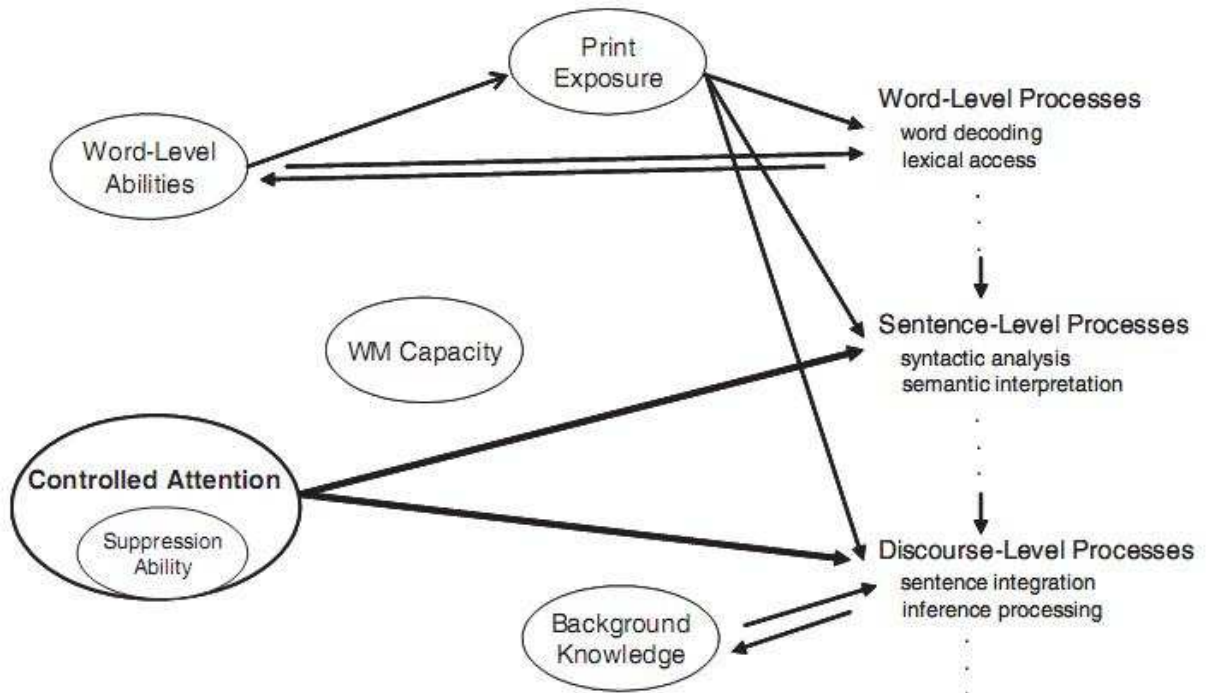 Print
Exposure
Word-Level Processes
word decoding
lexical access
Word-Level
Abilities
WM Capacity
Sentence-Level Processes
syntactic analysis
semantic interpretation
Controlled Attention
Suppression
Ability
Discourse-Level Processes
sentence integration
inference processing
Background
Knowledge